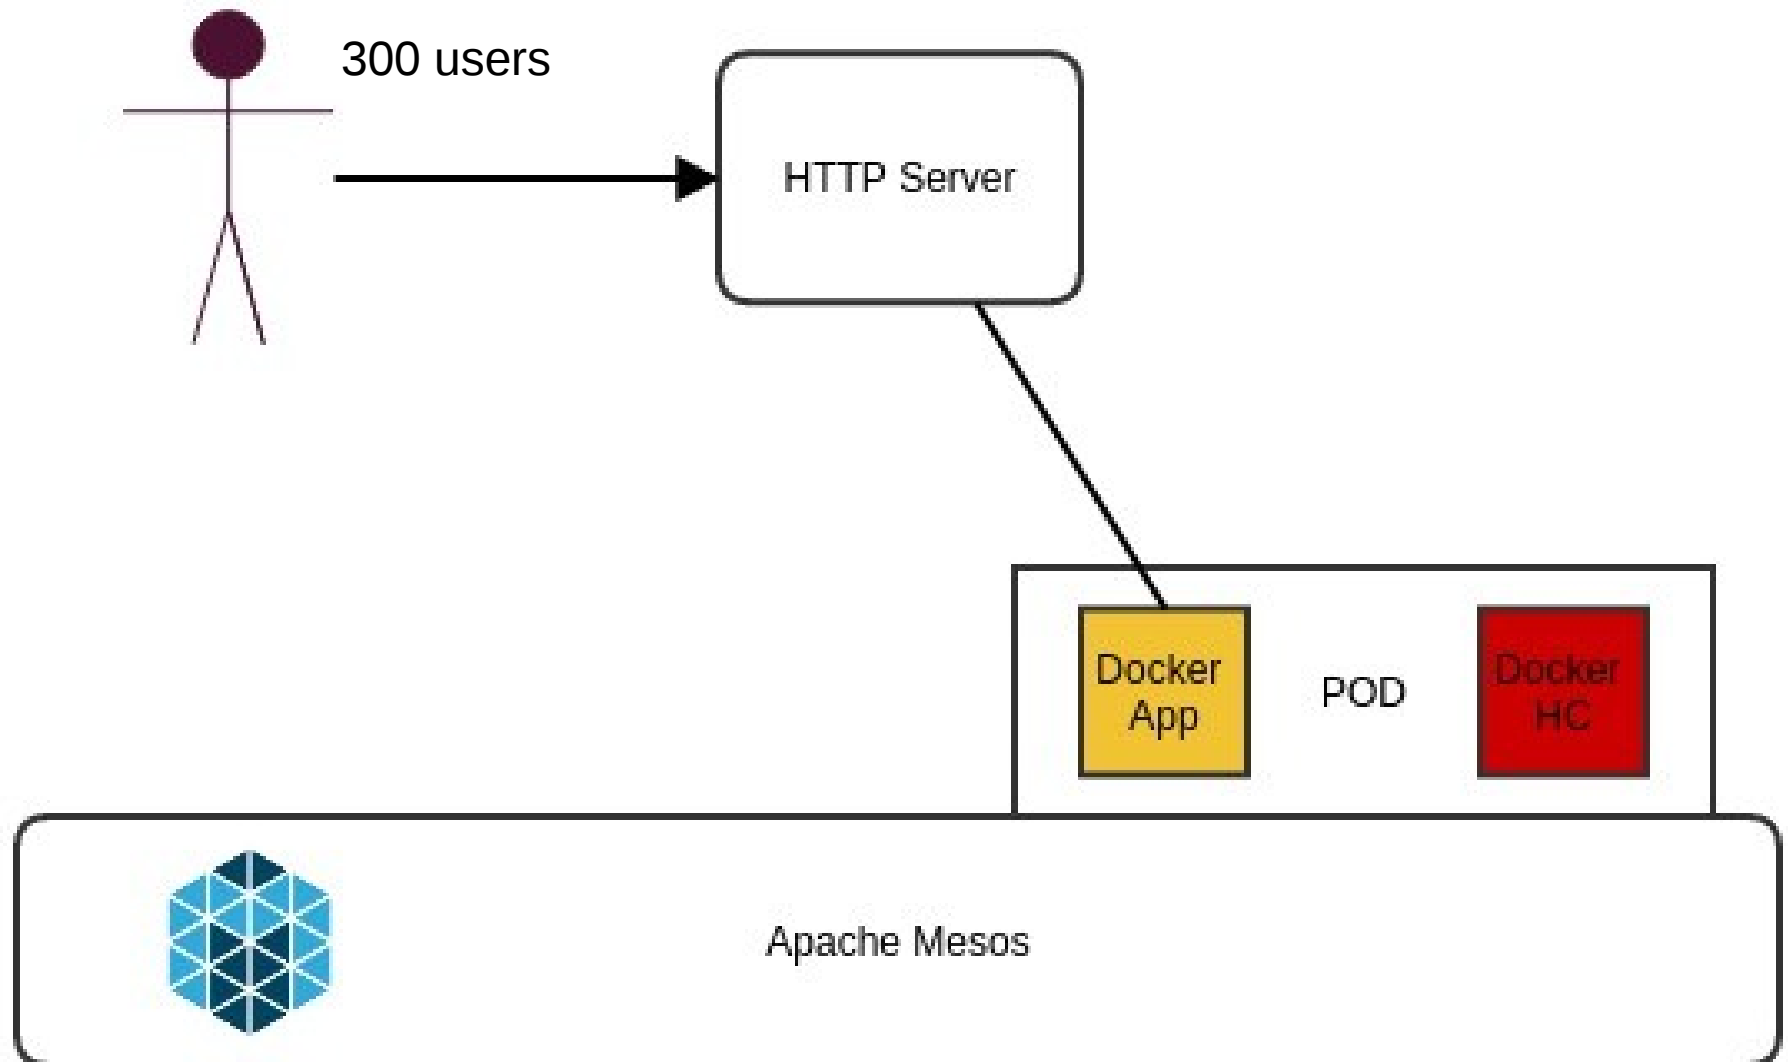 300 users
HTTP Server
Docker
App
POD
Docker
HC
Apache Mesos